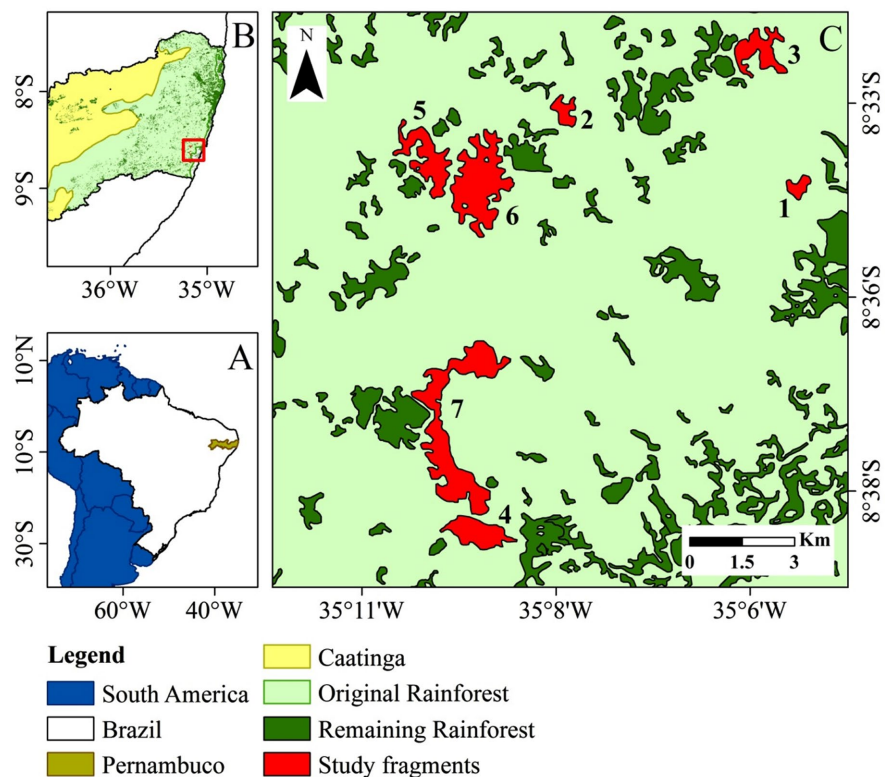 B
8°S
9°S
36°W
35°W
A
10°N
10°S
30°S
60°W
40°W
N
C
3
8°33'S
5
2
1
6
8°36'S
7
8°38'S
4
Km
0
1.5
3
35°11'W
35°8'W
35°6'W
Legend
South America
Brazil
Pernambuco
Caatinga
Original Rainforest
Remaining Rainforest
Study fragments